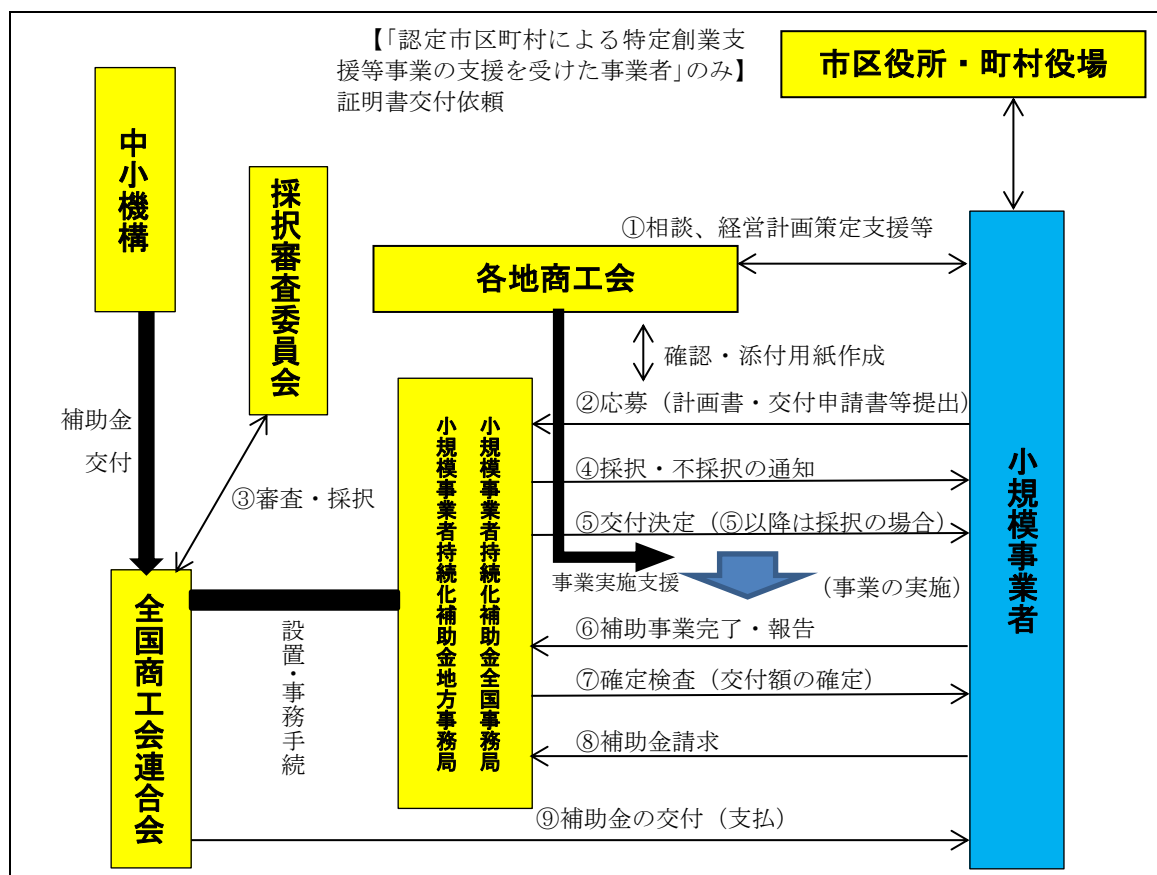 【｢認定市区町村による特定創業支
援等事業の支援を受けた事業者｣のみ】
証明書交付依頼
市区役所・町村役場
中小機構
採択審査委員会
①相談、経営計画策定支援等
各地商工会
確認・添付用紙作成
補助金
交付
②応募（計画書・交付申請書等提出）
③審査・採択
④採択・不採択の通知
⑤交付決定（⑤以降は採択の場合）
小規模事業者持続化補助金全国事務局
小規模事業者持続化補助金地方事務局
小規模事業者
事業実施支援
（事業の実施）
全国商工会連合会
設置・事務手続
⑥補助事業完了・報告
⑦確定検査（交付額の確定）
⑧補助金請求
⑨補助金の交付（支払）